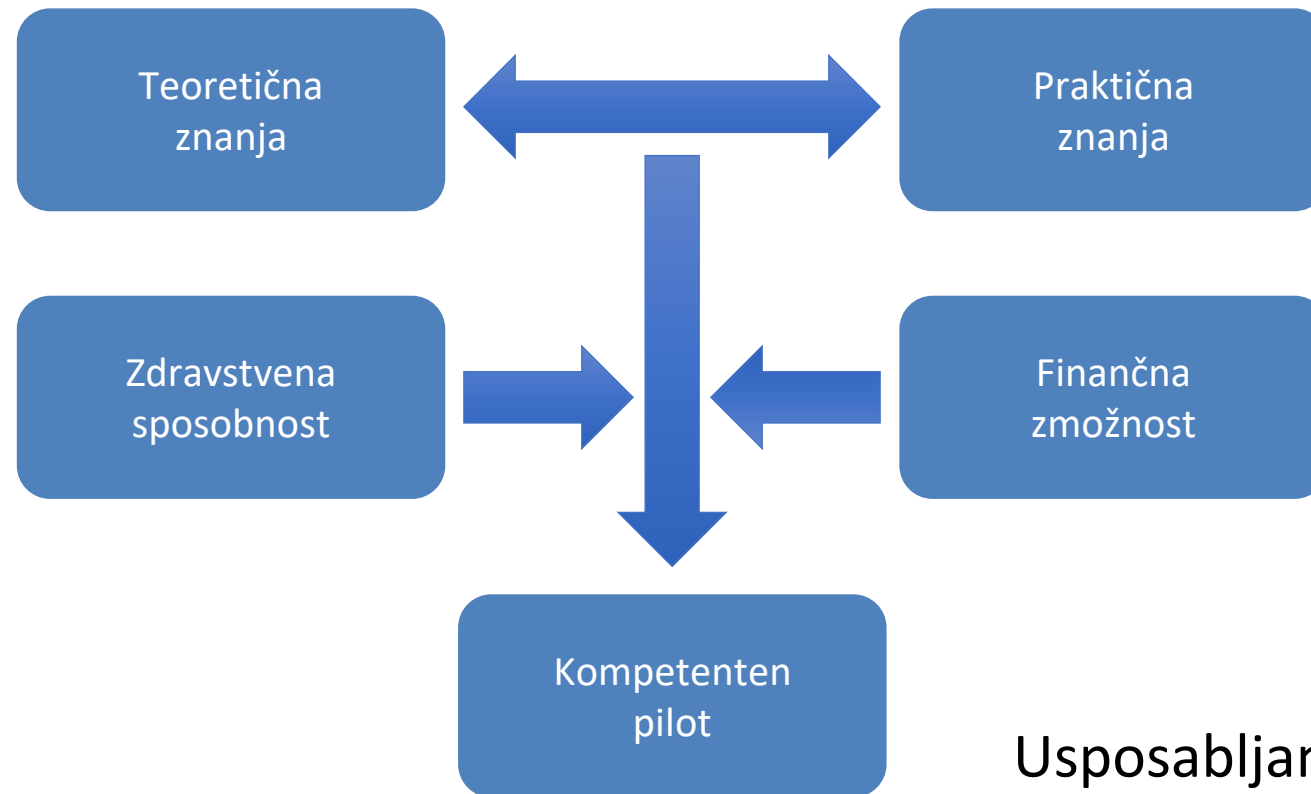 Teoretična
znanja
Praktična
znanja
Zdravstvena
sposobnost
Finančna
zmožnost
Kompetenten
pilot